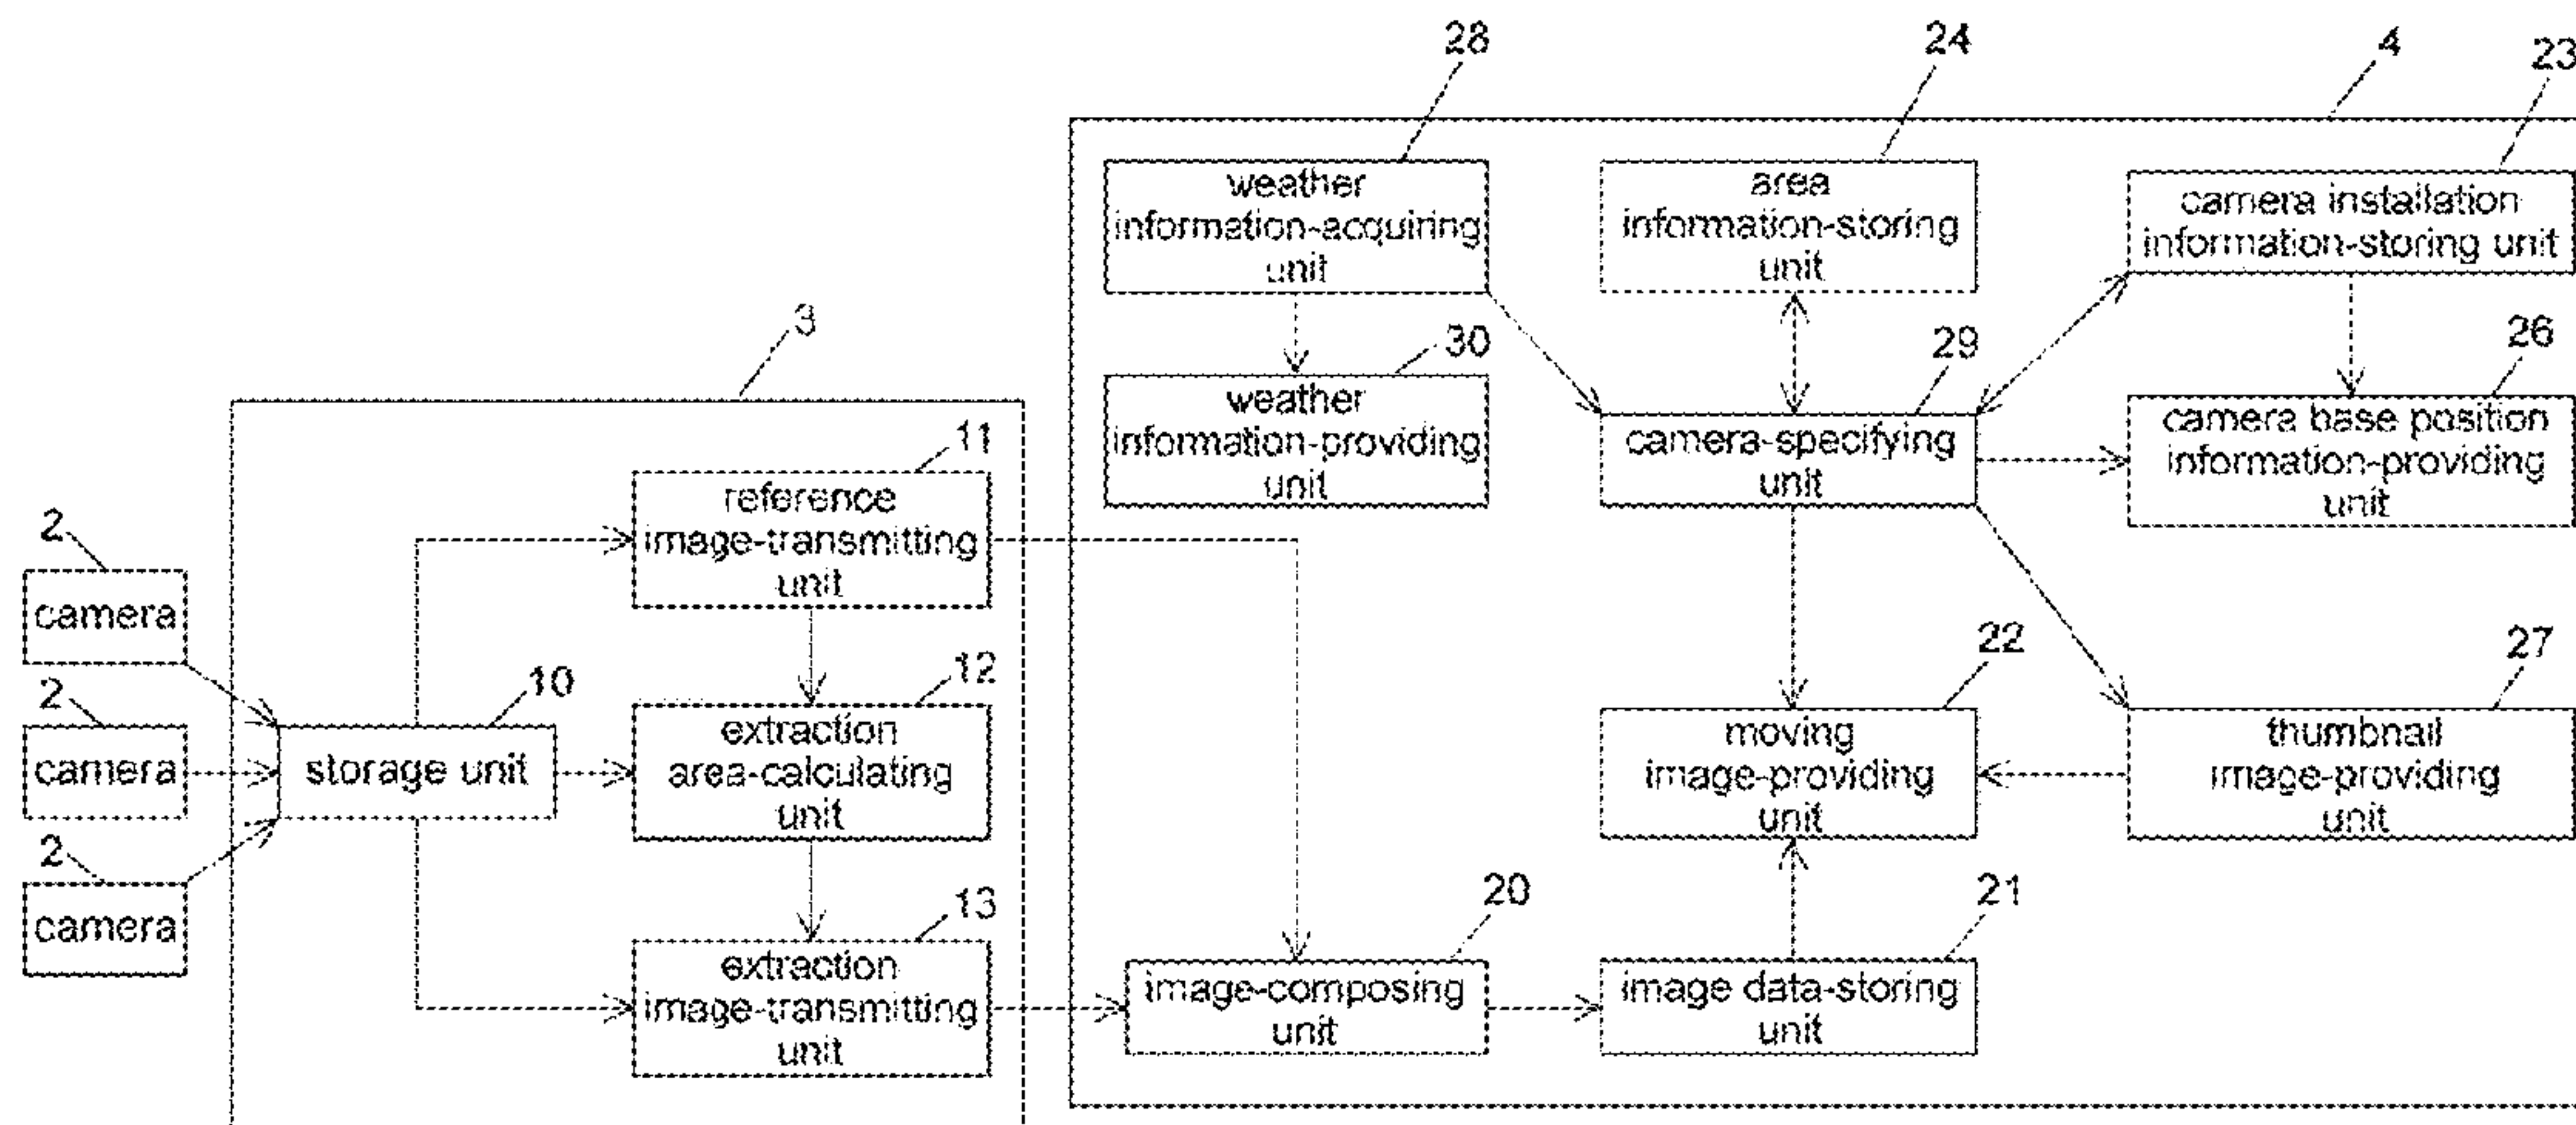 28
24
4
23
weather
information-acquiring
unit
area
information-storing
unit
camera installation
information-storing unit
3
30
29
26
weather
information-providing
unit
camera-specifying
unit
camera base position
information-providing
unit
11
reference
image-transmitting
unit
2
camera
2
camera
2
camera
10
storage unit
12
extraction
area-calculating
unit
13
extraction
image-transmitting
unit
22
moving
image-providing
unit
27
thumbnail
image-providing
unit
20
image-composing
unit
21
image data-storing
unit